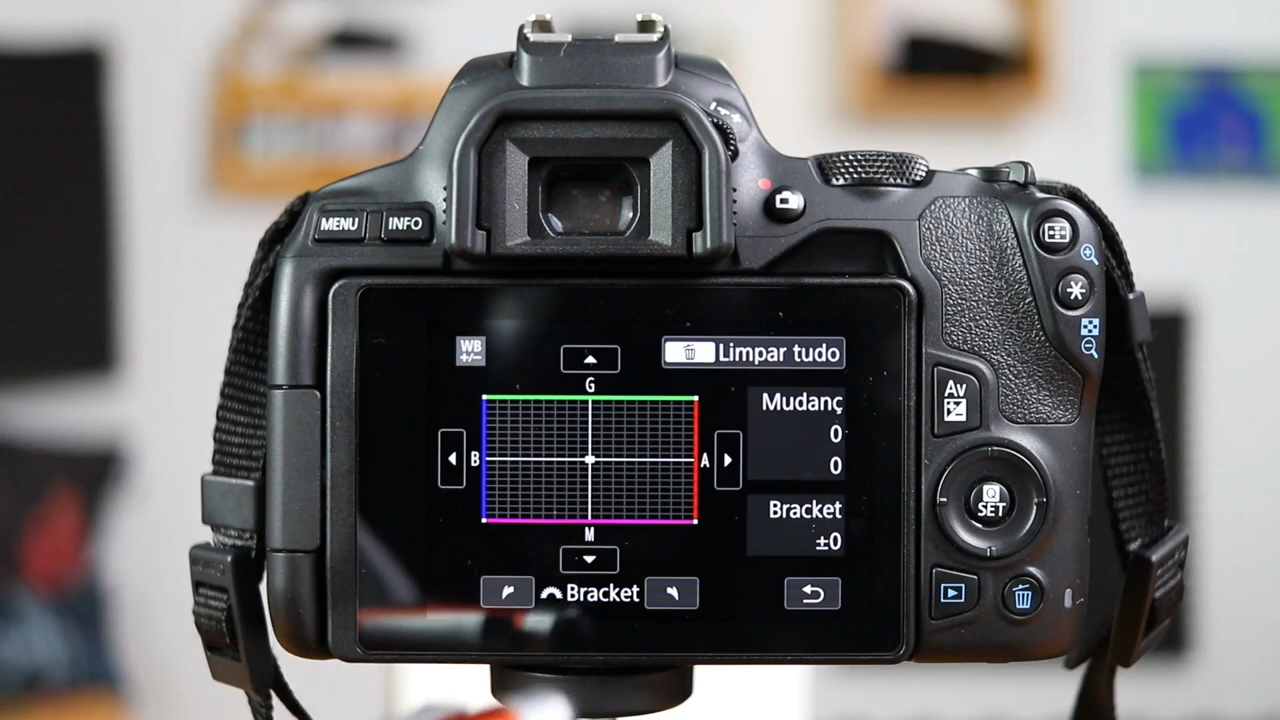 MENU
INFO
WB
+/−
Limpar tudo
G
Mudanç
0
0
B
A
Bracket
±0
M
Bracket
Av
Q
SET